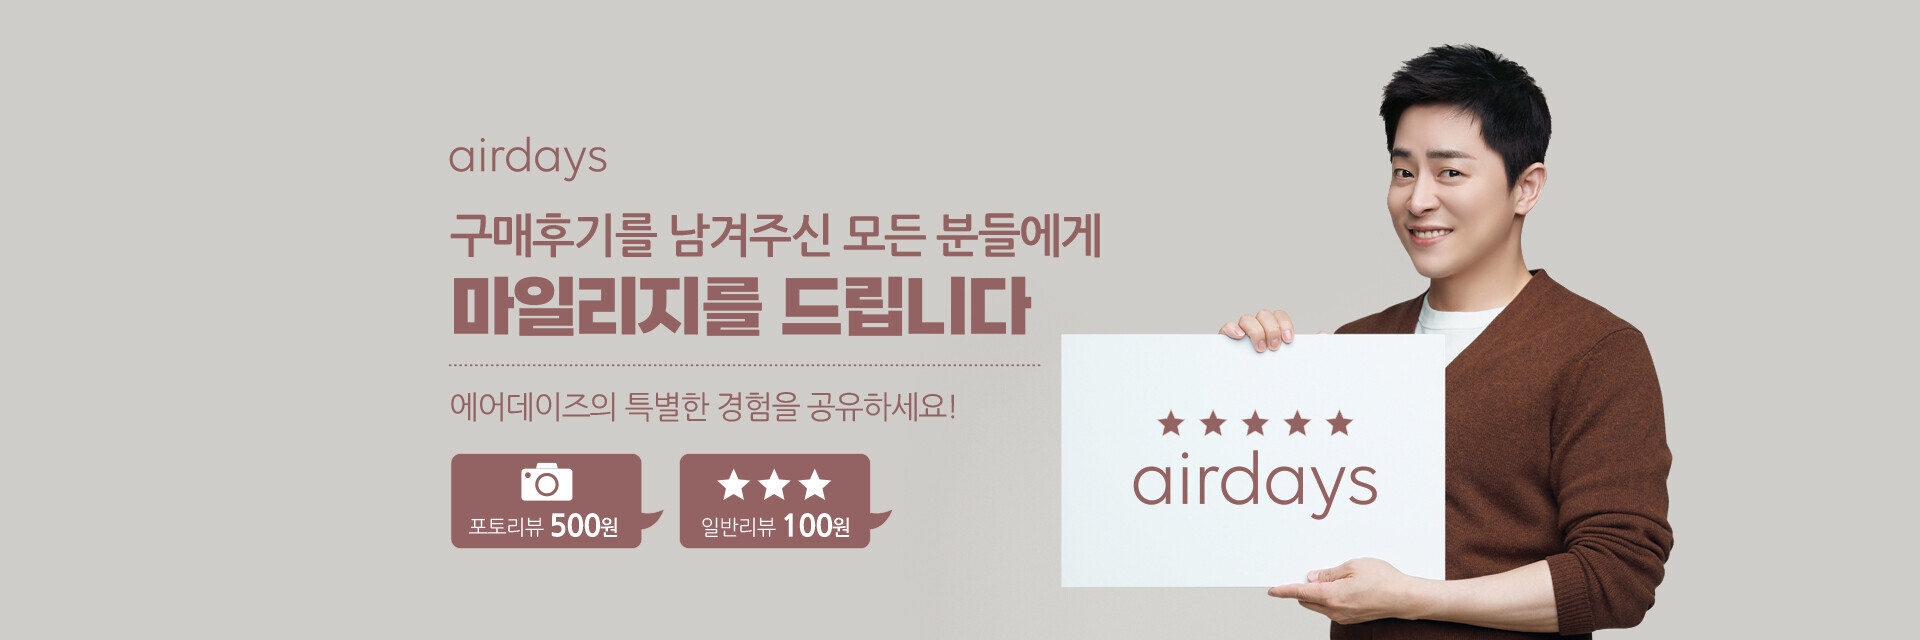 airdays
구매후기를 남겨주신 모든 분들에게
마일리지를 드립니다
에어데이즈의 특별한 경험을 공유하세요!
포토리뷰 500원
일반리뷰 100원
★★★★★
airdays